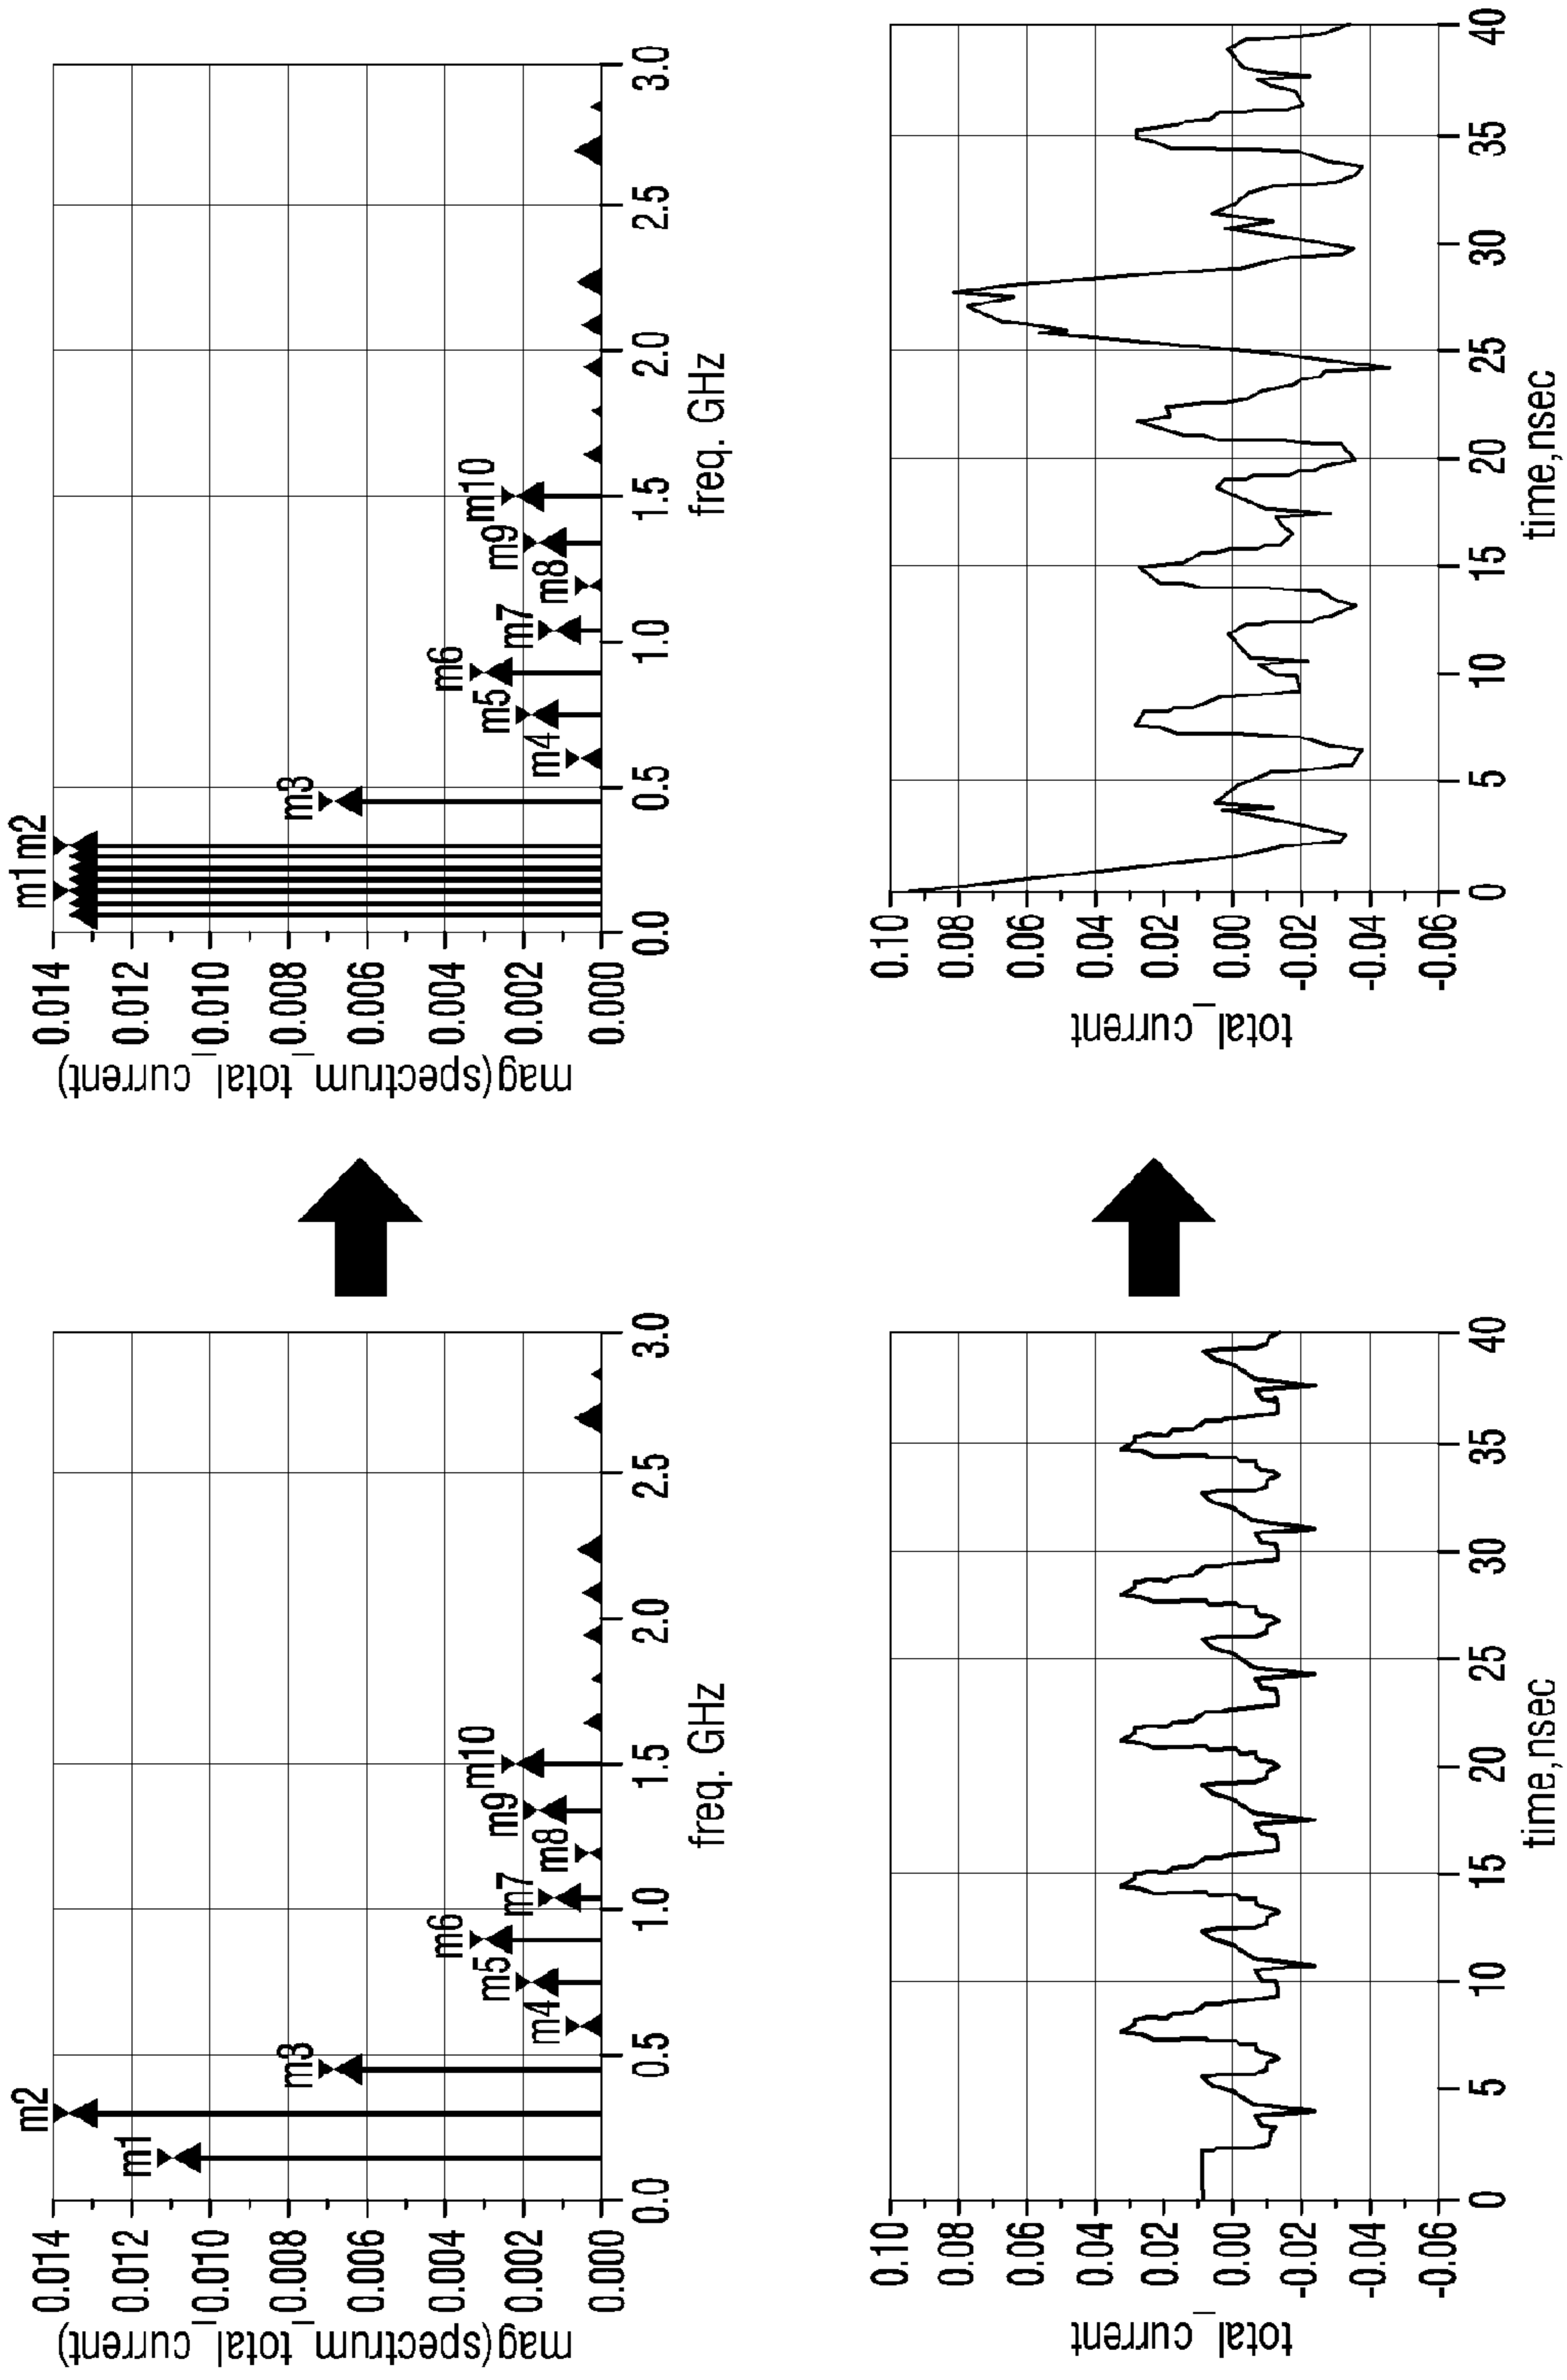 mag(spectrum_total_current)
0.014
0.012
0.010
0.008
0.006
0.004
0.002
0.000
m1
m2
m3
m4
m5
m6
m7
m8
m9
m10
0.0 0.5 1.0 1.5 2.0 2.5 3.0
freq. GHz
mag(spectrum_total_current)
0.014
0.012
0.010
0.008
0.006
0.004
0.002
0.000
m1m2
m3
m4
m5
m6
m7
m8
m9
m10
0.0 0.5 1.0 1.5 2.0 2.5 3.0
freq. GHz
total_current
0.10
0.08
0.06
0.04
0.02
0.00
-0.02
-0.04
-0.06
0 5 10 15 20 25 30 35 40
time,nsec
total_current
0.10
0.08
0.06
0.04
0.02
0.00
-0.02
-0.04
-0.06
0 5 10 15 20 25 30 35 40
time,nsec